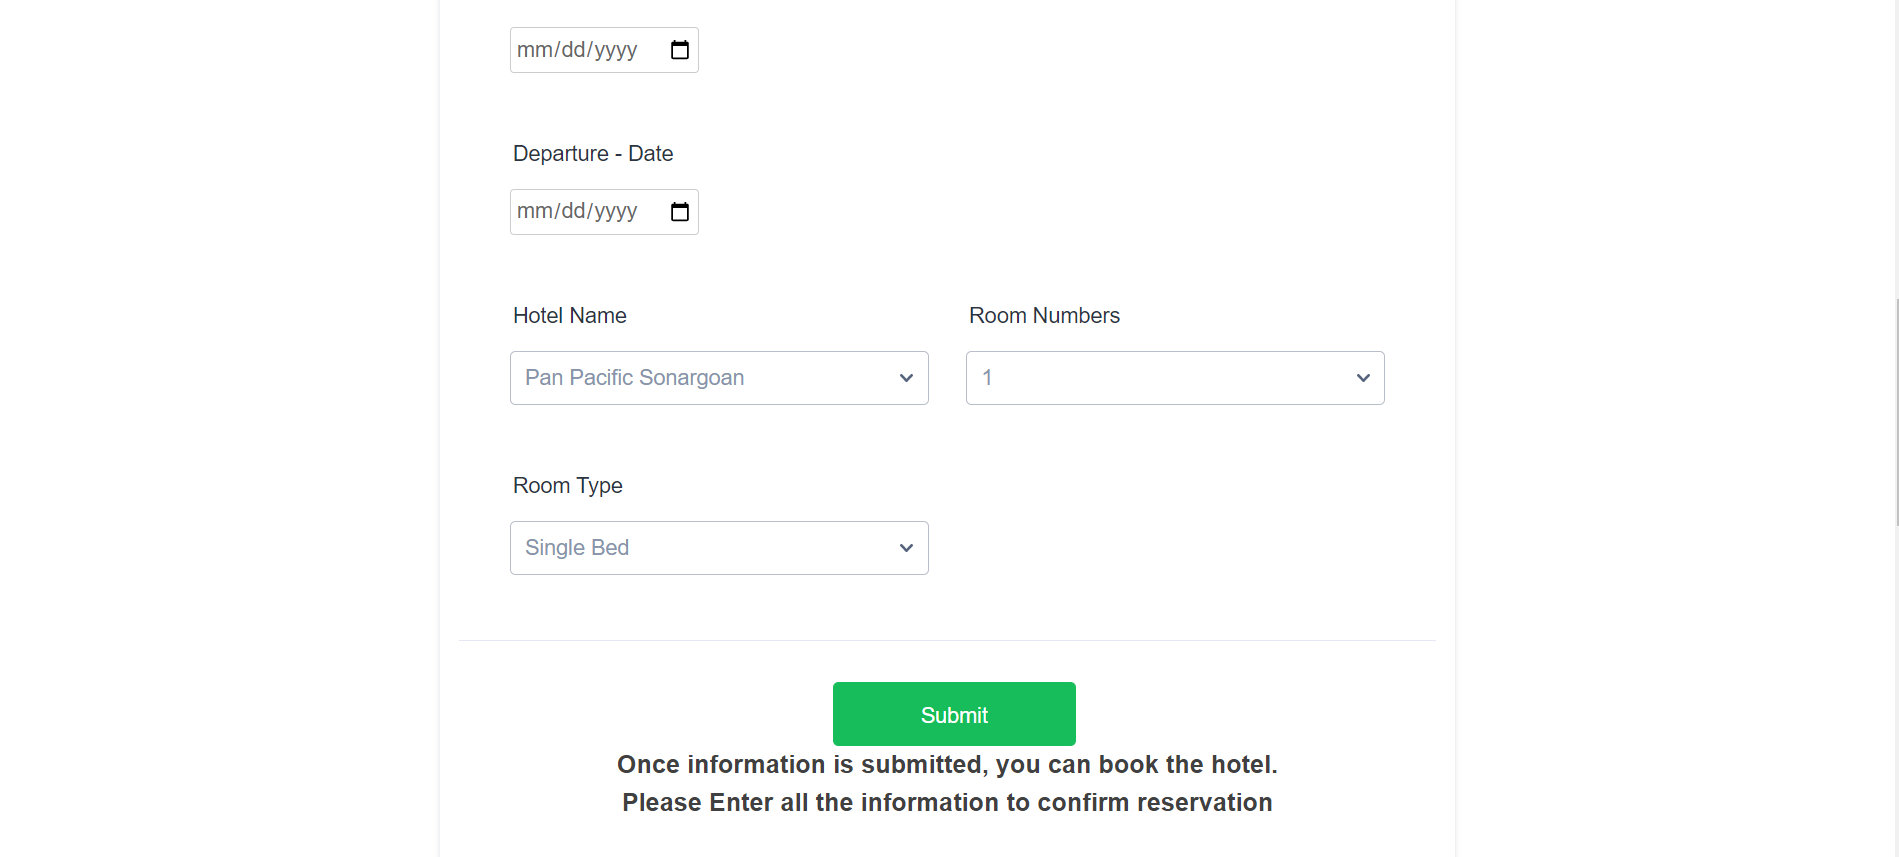 mm/dd/yyyy
Departure - Date
mm/dd/yyyy
Hotel Name
Room Numbers
Pan Pacific Sonargoan
1
Room Type
Single Bed
Submit
Once information is submitted, you can book the hotel.
Please Enter all the information to confirm reservation